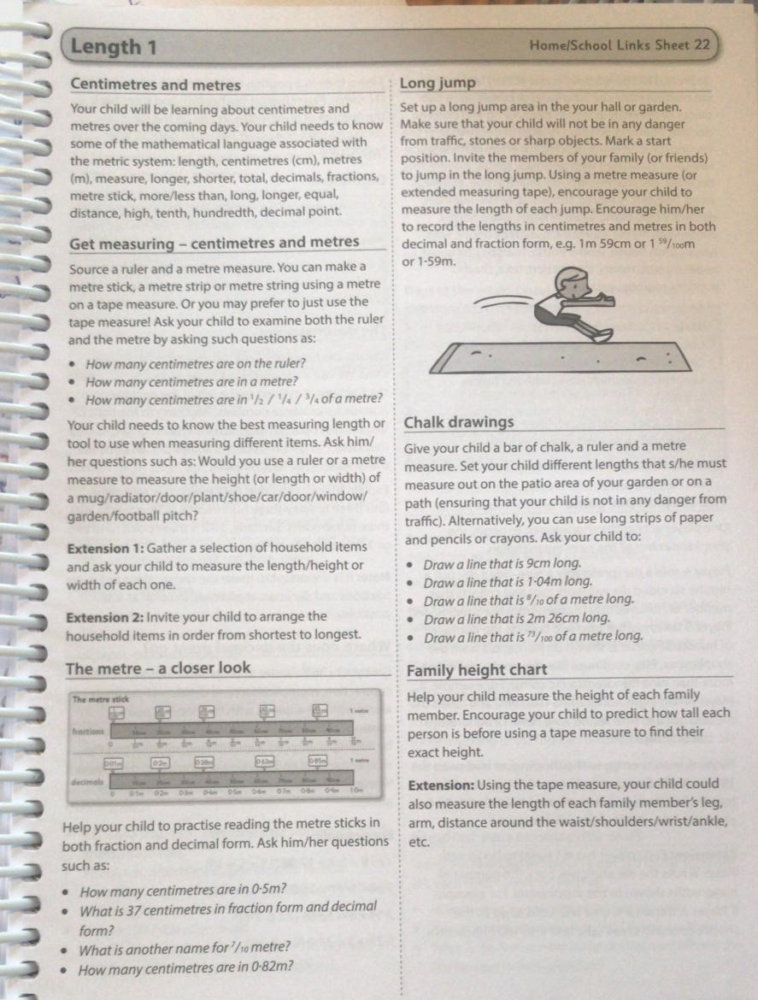 Length 1
Home/School Links Sheet 22
Centimetres and metres
Your child will be learning about centimetres and
metres over the coming days. Your child needs to know
some of the mathematical language associated with
the metric system: length, centimetres (cm), metres
(m), measure, longer, shorter, total, decimals, fractions,
metre stick, more/less than, long, longer, equal,
distance, high, tenth, hundredth, decimal point.
Get measuring – centimetres and metres
Source a ruler and a metre measure. You can make a
metre stick, a metre strip or metre string using a metre
on a tape measure. Or you may prefer to just use the
tape measure! Ask your child to examine both the ruler
and the metre by asking such questions as:
• How many centimetres are on the ruler?
• How many centimetres are in a metre?
• How many centimetres are in 1/2 / 1/4 / 3/4 of a metre?
Your child needs to know the best measuring length or
tool to use when measuring different items. Ask him/
her questions such as: Would you use a ruler or a metre
measure to measure the height (or length or width) of
a mug/radiator/door/plant/shoe/car/door/window/
garden/football pitch?
Extension 1: Gather a selection of household items
and ask your child to measure the length/height or
width of each one.
Extension 2: Invite your child to arrange the
household items in order from shortest to longest.
The metre – a closer look
The metre stick
1 metre
fractions
10cm 20cm 30cm 40cm 50cm 60cm 70cm 80cm 90cm
0
0·01m 0·2m 0·38m 0·63m 0·85m 1 metre
decimals
10cm 20cm 30cm 40cm 50cm 60cm 70cm 80cm 90cm
0 0·1m 0·2m 0·3m 0·4m 0·5m 0·6m 0·7m 0·8m 0·9m 1·0m
Help your child to practise reading the metre sticks in
both fraction and decimal form. Ask him/her questions
such as:
• How many centimetres are in 0·5m?
• What is 37 centimetres in fraction form and decimal
form?
• What is another name for 7/10 metre?
• How many centimetres are in 0·82m?
Long jump
Set up a long jump area in the your hall or garden.
Make sure that your child will not be in any danger
from traffic, stones or sharp objects. Mark a start
position. Invite the members of your family (or friends)
to jump in the long jump. Using a metre measure (or
extended measuring tape), encourage your child to
measure the length of each jump. Encourage him/her
to record the lengths in centimetres and metres in both
decimal and fraction form, e.g. 1m 59cm or 1 59/100m
or 1·59m.
Chalk drawings
Give your child a bar of chalk, a ruler and a metre
measure. Set your child different lengths that s/he must
measure out on the patio area of your garden or on a
path (ensuring that your child is not in any danger from
traffic). Alternatively, you can use long strips of paper
and pencils or crayons. Ask your child to:
• Draw a line that is 9cm long.
• Draw a line that is 1·04m long.
• Draw a line that is 8/10 of a metre long.
• Draw a line that is 2m 26cm long.
• Draw a line that is 73/100 of a metre long.
Family height chart
Help your child measure the height of each family
member. Encourage your child to predict how tall each
person is before using a tape measure to find their
exact height.
Extension: Using the tape measure, your child could
also measure the length of each family member's leg,
arm, distance around the waist/shoulders/wrist/ankle,
etc.